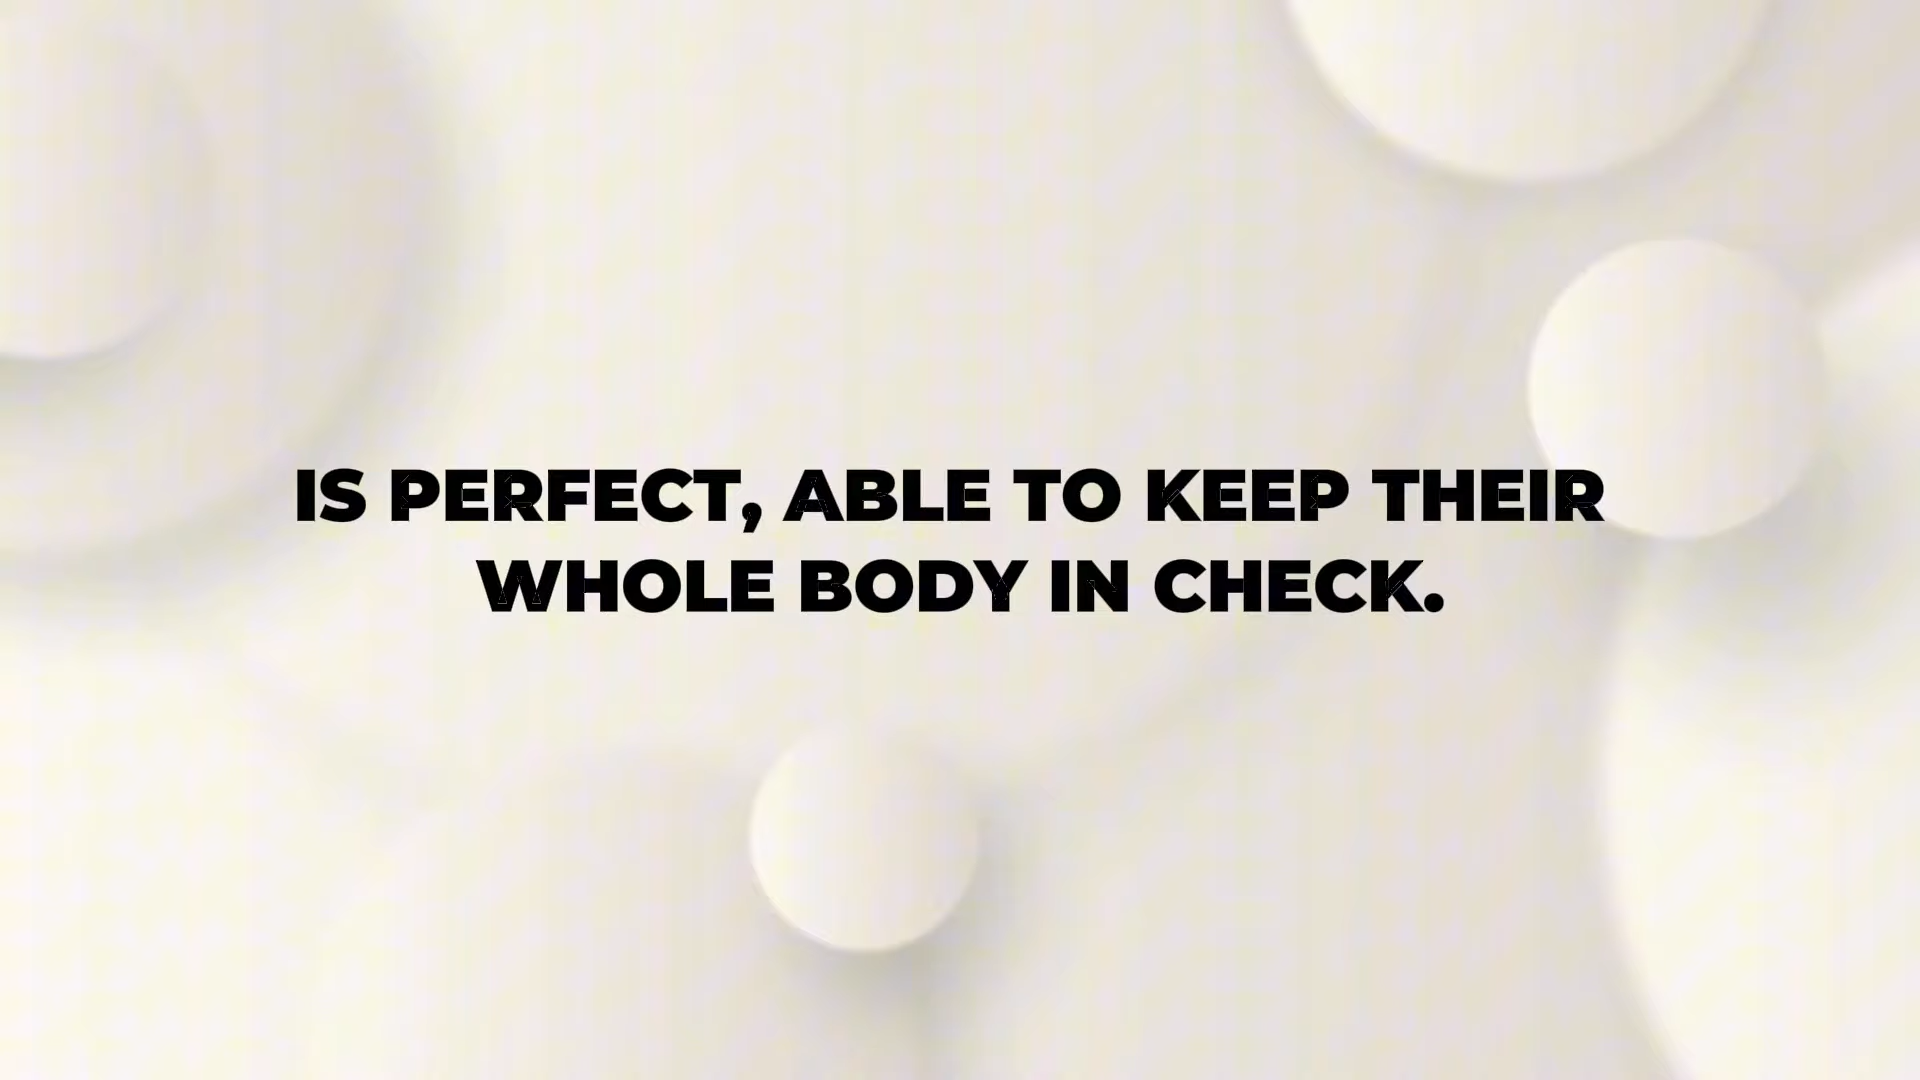 IS PERFECT, ABLE TO KEEP THEIR
WHOLE BODY IN CHECK.